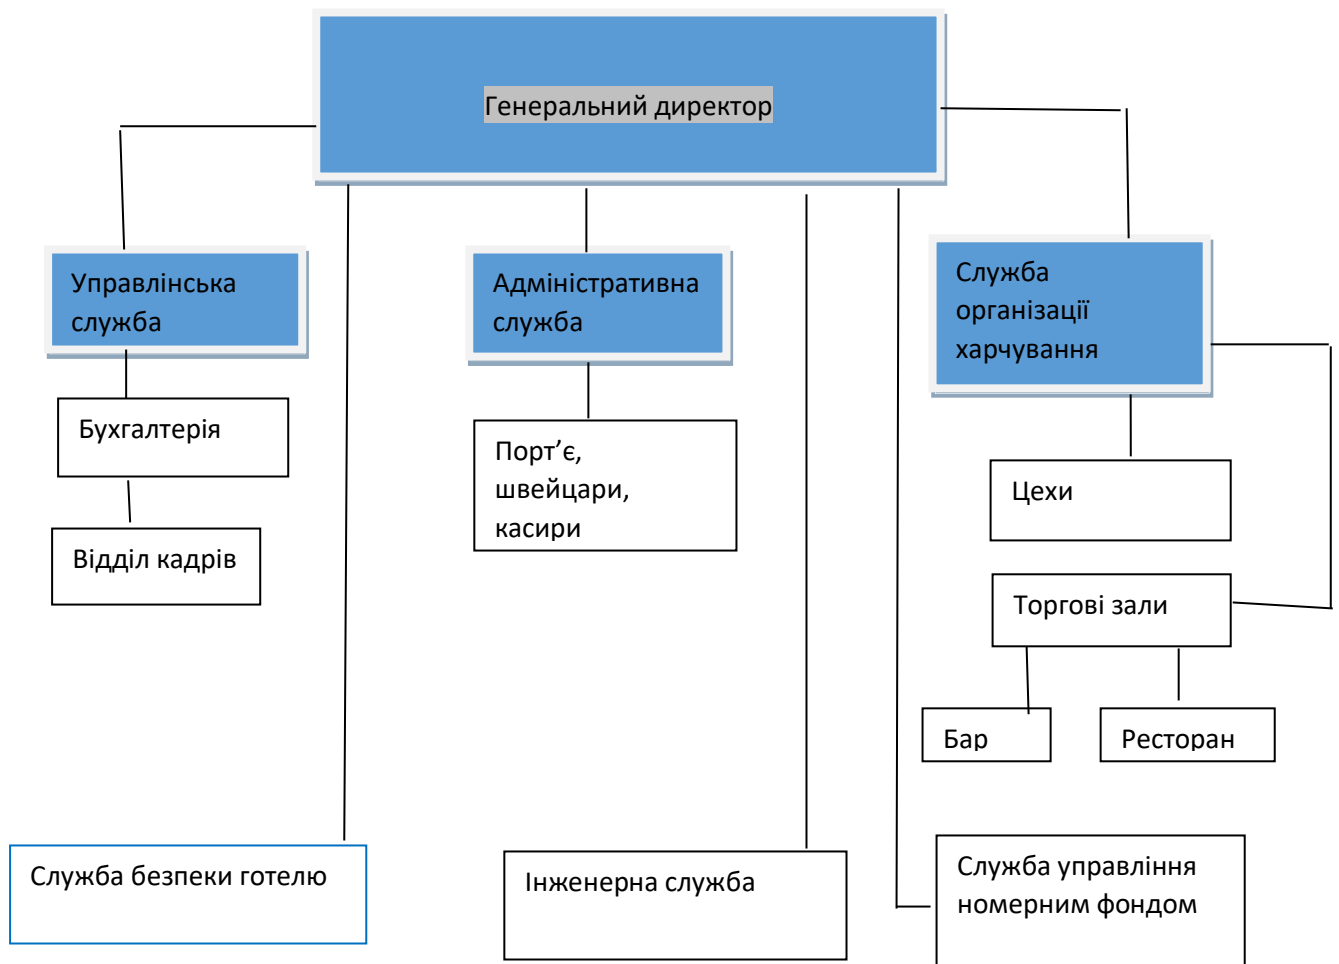 Генеральний директор
Управлінська
служба
Адміністративна
служба
Служба
організації
харчування
Бухгалтерія
Порт’є,
швейцари,
касири
Цехи
Відділ кадрів
Торгові зали
Бар
Ресторан
Служба безпеки готелю
Інженерна служба
Служба управління
номерним фондом